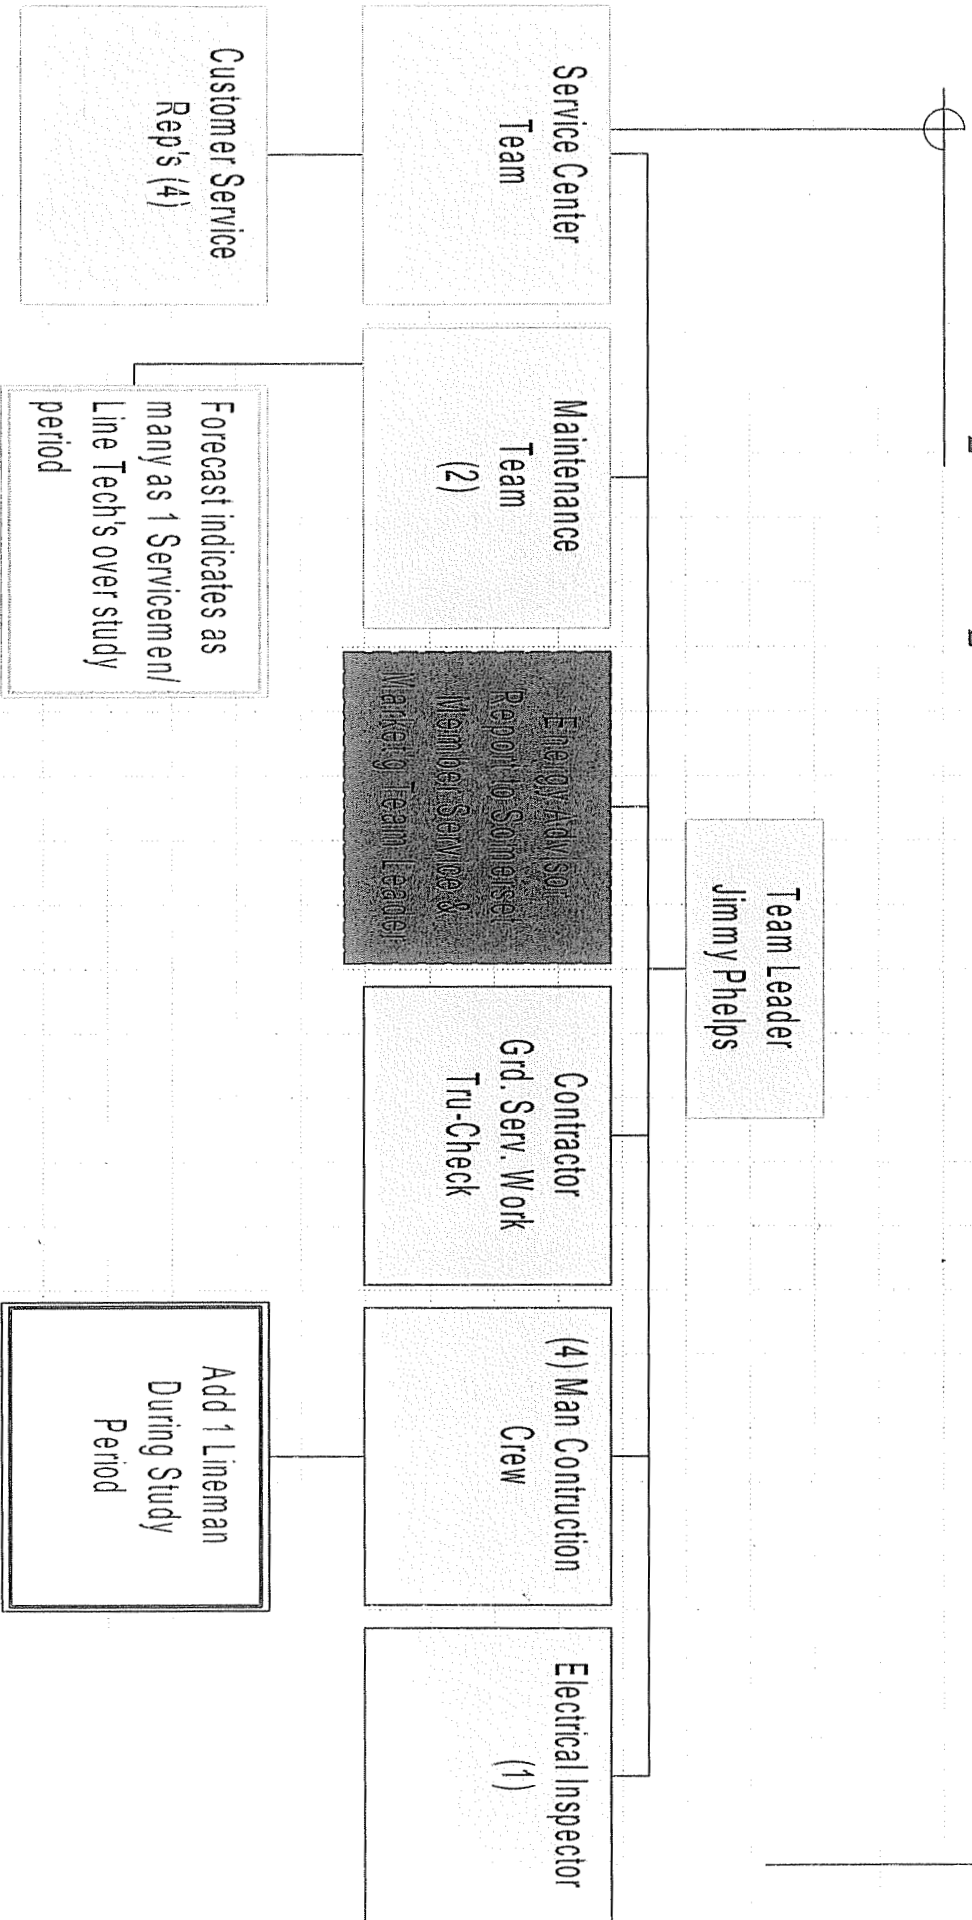 Team Leader
Jimmy Phelps
Service Center
Team
Maintenance
Team
(2)
Energy Advisor
Report to Somerset
Member Service &
Market'g Team Leader
Contractor
Grd. Serv. Work
Tru-Check
(4) Man Contruction
Crew
Electrical Inspector
(1)
Customer Service
Rep's (4)
Forecast indicates as
many as 1 Servicemen/
Line Tech's over study
period
Add 1 Lineman
During Study
Period